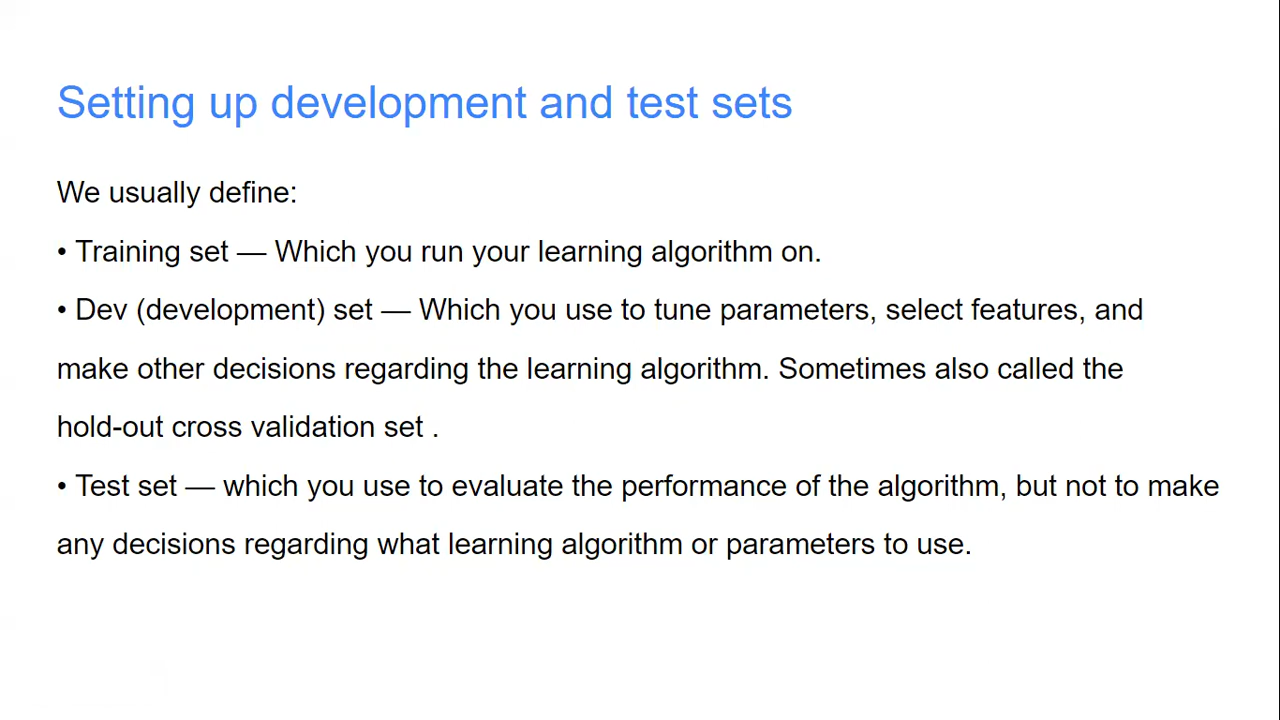 Setting up development and test sets
We usually define:
• Training set — Which you run your learning algorithm on.
• Dev (development) set — Which you use to tune parameters, select features, and
make other decisions regarding the learning algorithm. Sometimes also called the
hold-out cross validation set .
• Test set — which you use to evaluate the performance of the algorithm, but not to make
any decisions regarding what learning algorithm or parameters to use.